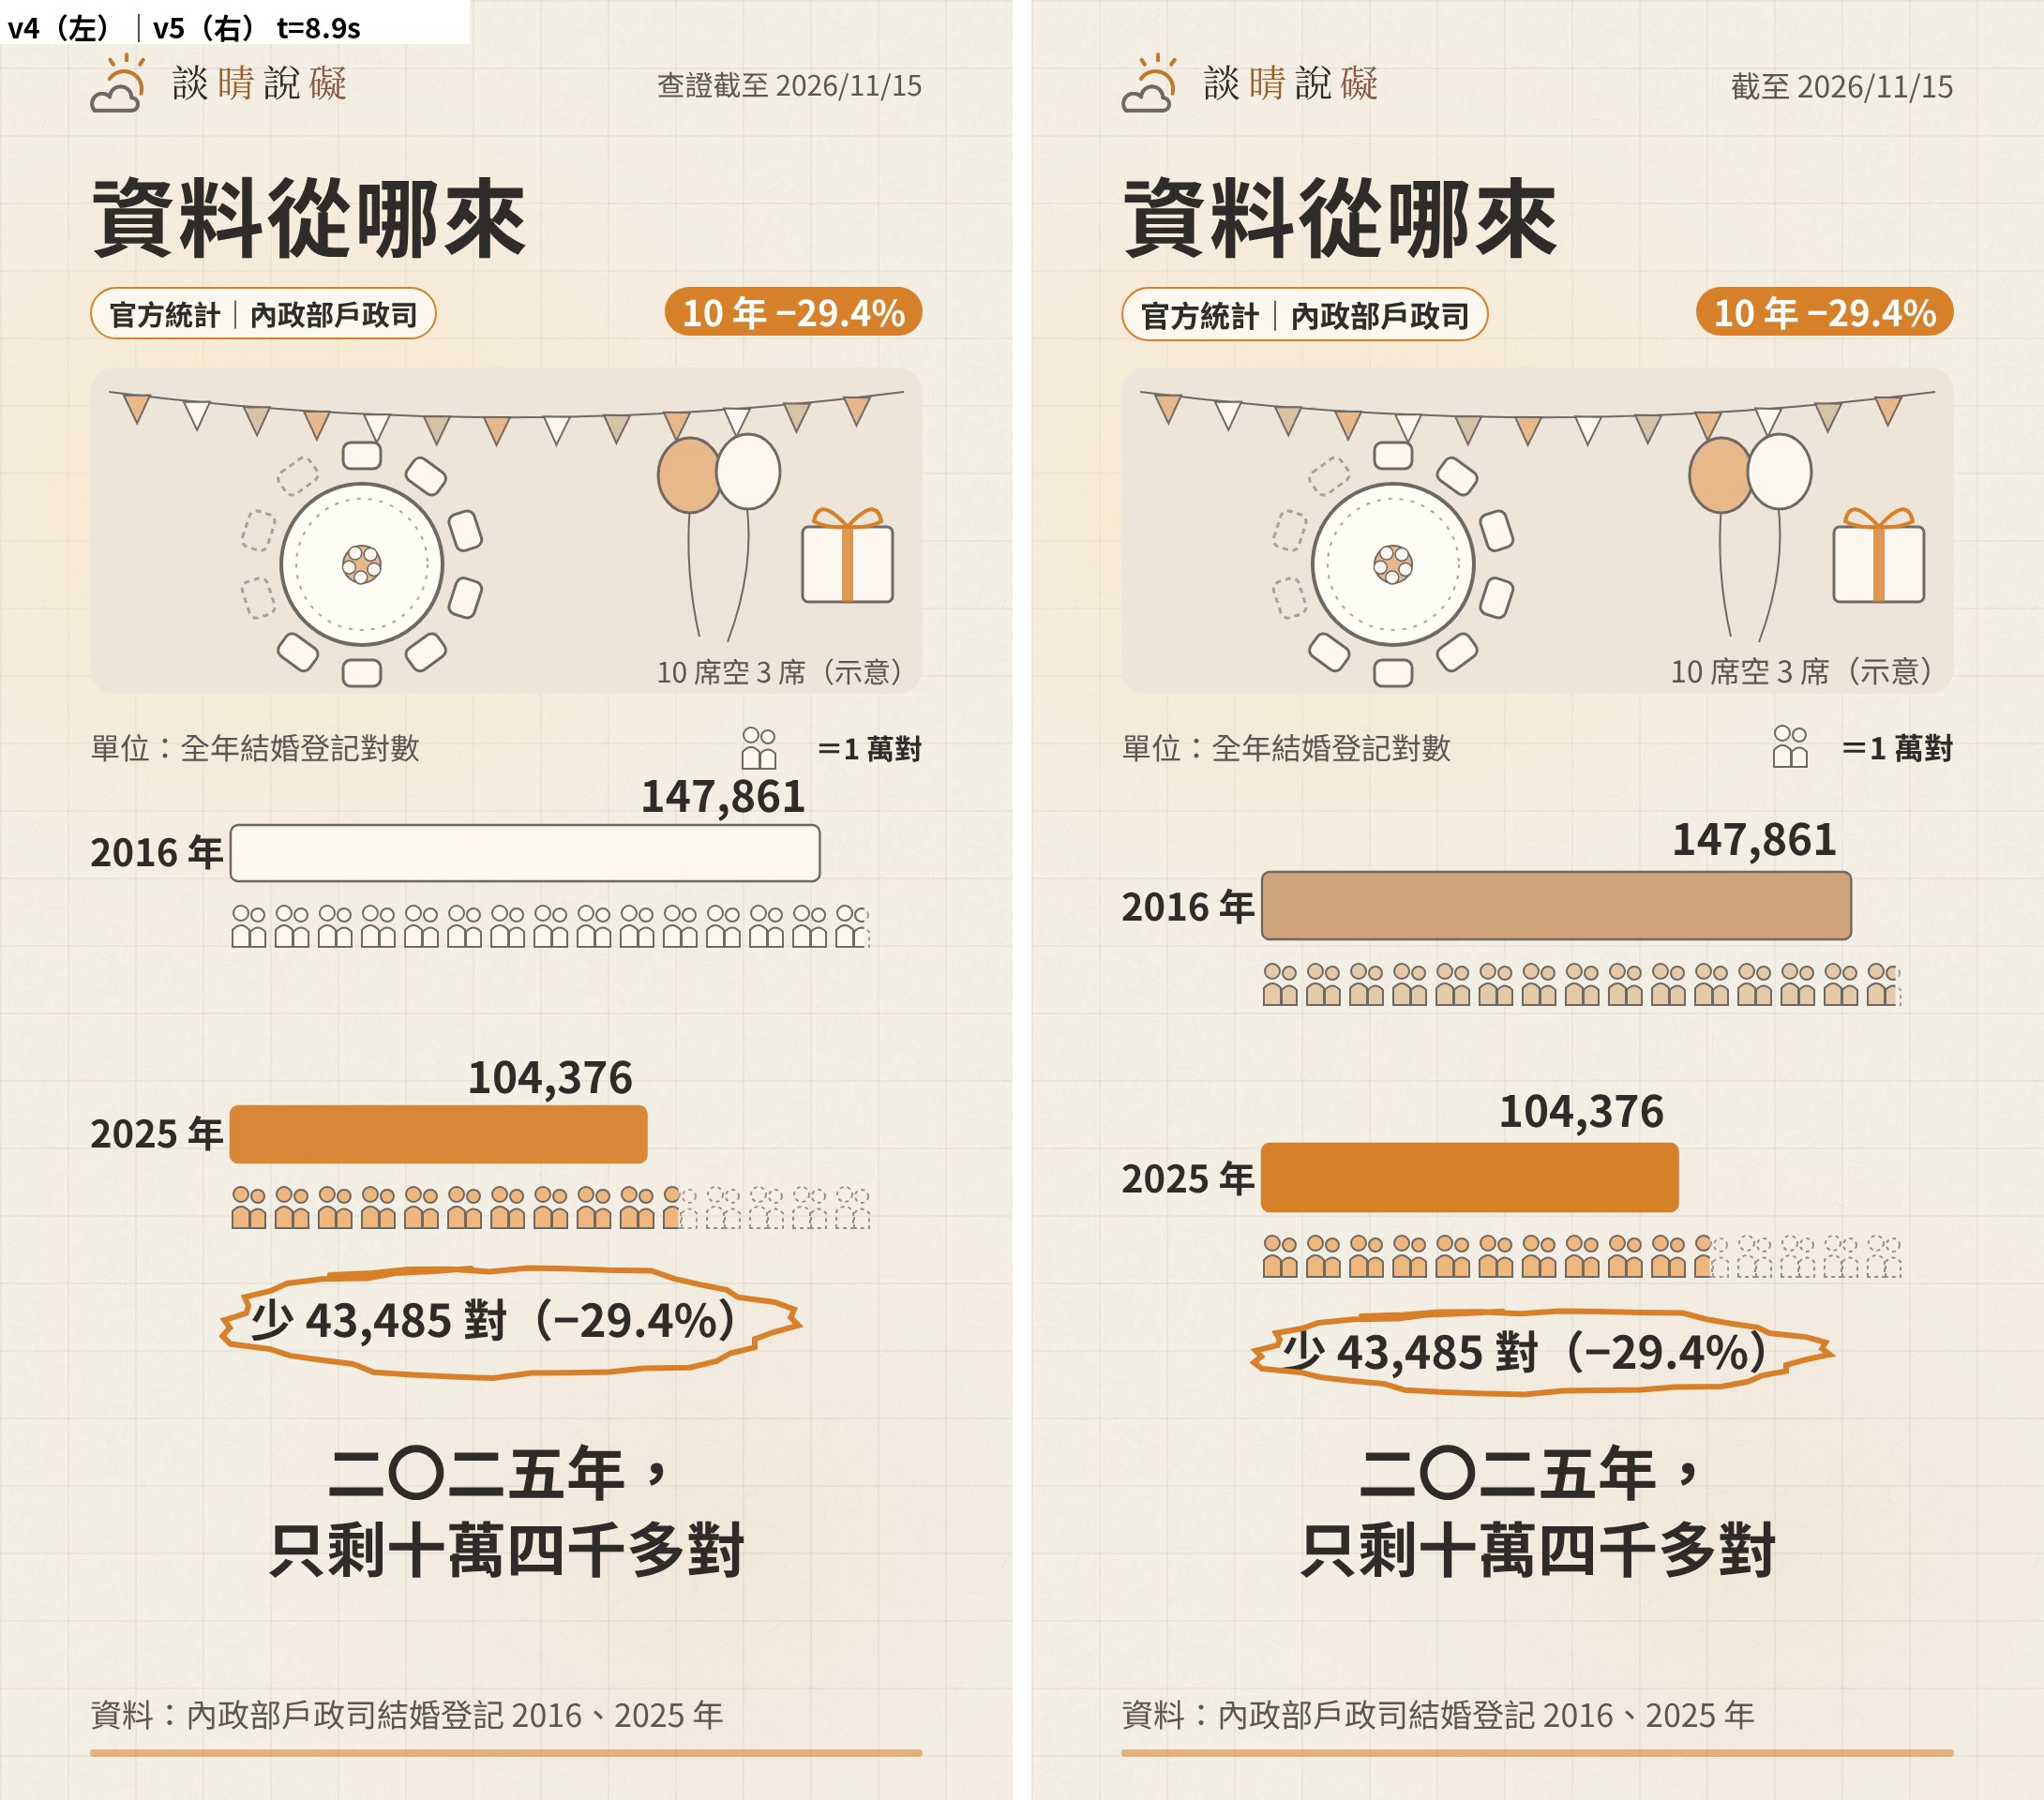 v4（左）｜v5（右） t=8.9s
談晴說礙
查證截至 2026/11/15
資料從哪來
官方統計｜內政部戶政司
10 年 −29.4%
10 席空 3 席（示意）
單位：全年結婚登記對數
＝1 萬對
147,861
2016 年
104,376
2025 年
少 43,485 對（−29.4%）
二〇二五年，
只剩十萬四千多對
資料：內政部戶政司結婚登記 2016、2025 年
談晴說礙
截至 2026/11/15
資料從哪來
官方統計｜內政部戶政司
10 年 −29.4%
10 席空 3 席（示意）
單位：全年結婚登記對數
＝1 萬對
147,861
2016 年
104,376
2025 年
少 43,485 對（−29.4%）
二〇二五年，
只剩十萬四千多對
資料：內政部戶政司結婚登記 2016、2025 年